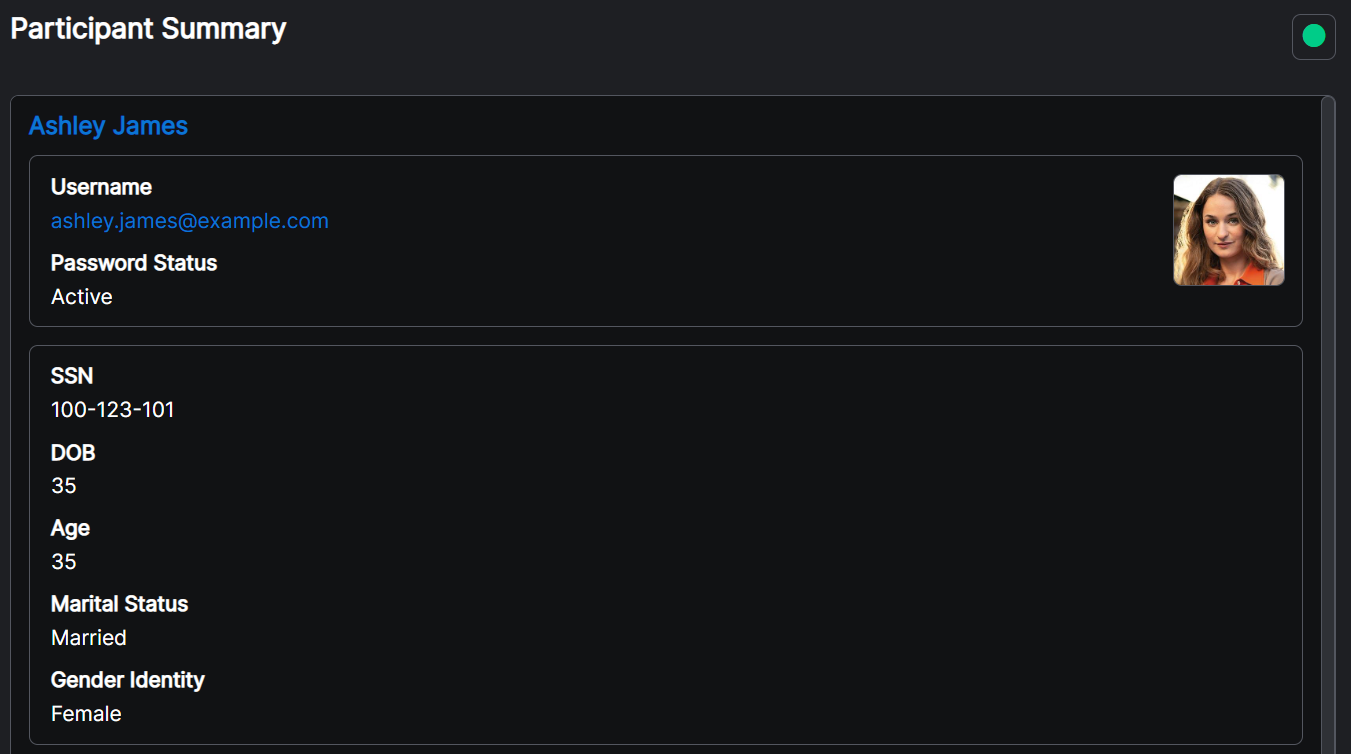 Participant Summary
Ashley James
Username
ashley.james@example.com
Password Status
Active
SSN
100-123-101
DOB
35
Age
35
Marital Status
Married
Gender Identity
Female